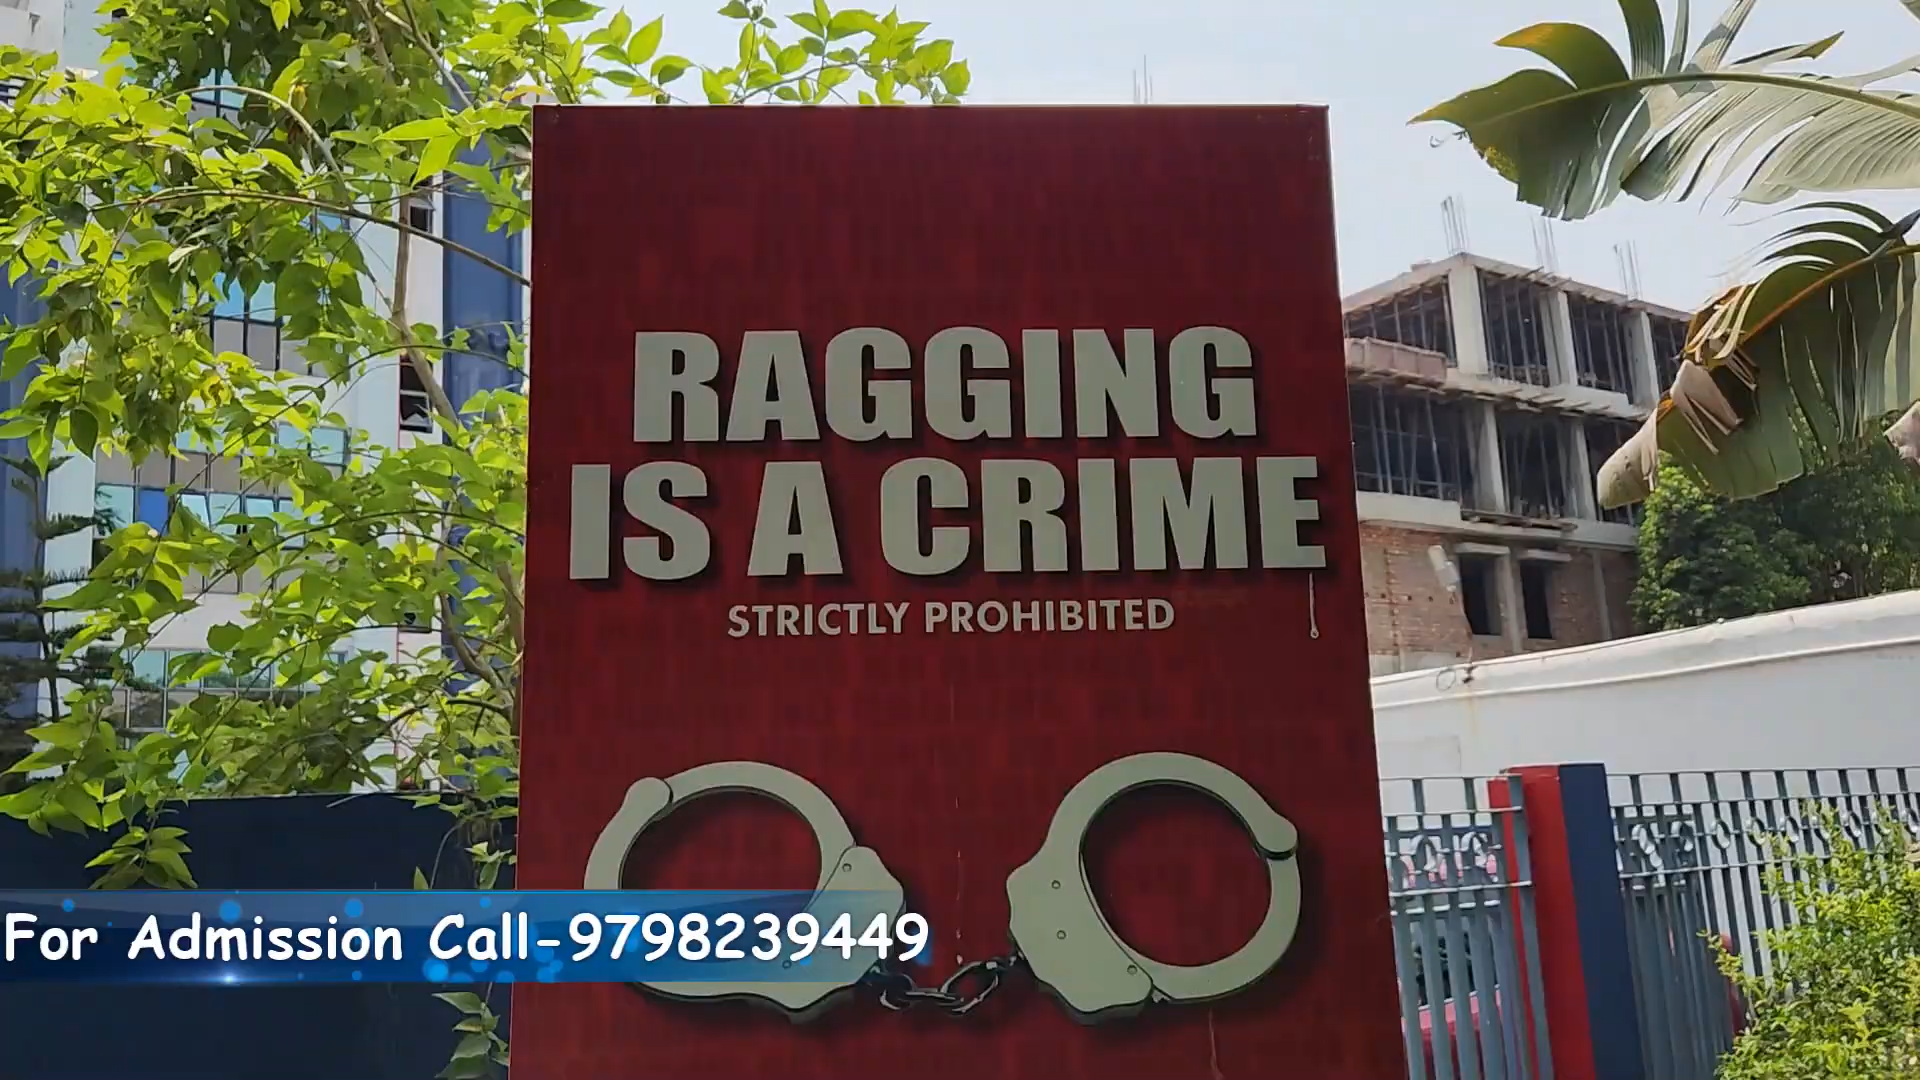 RAGGING
IS A CRIME
STRICTLY PROHIBITED
For Admission Call-9798239449